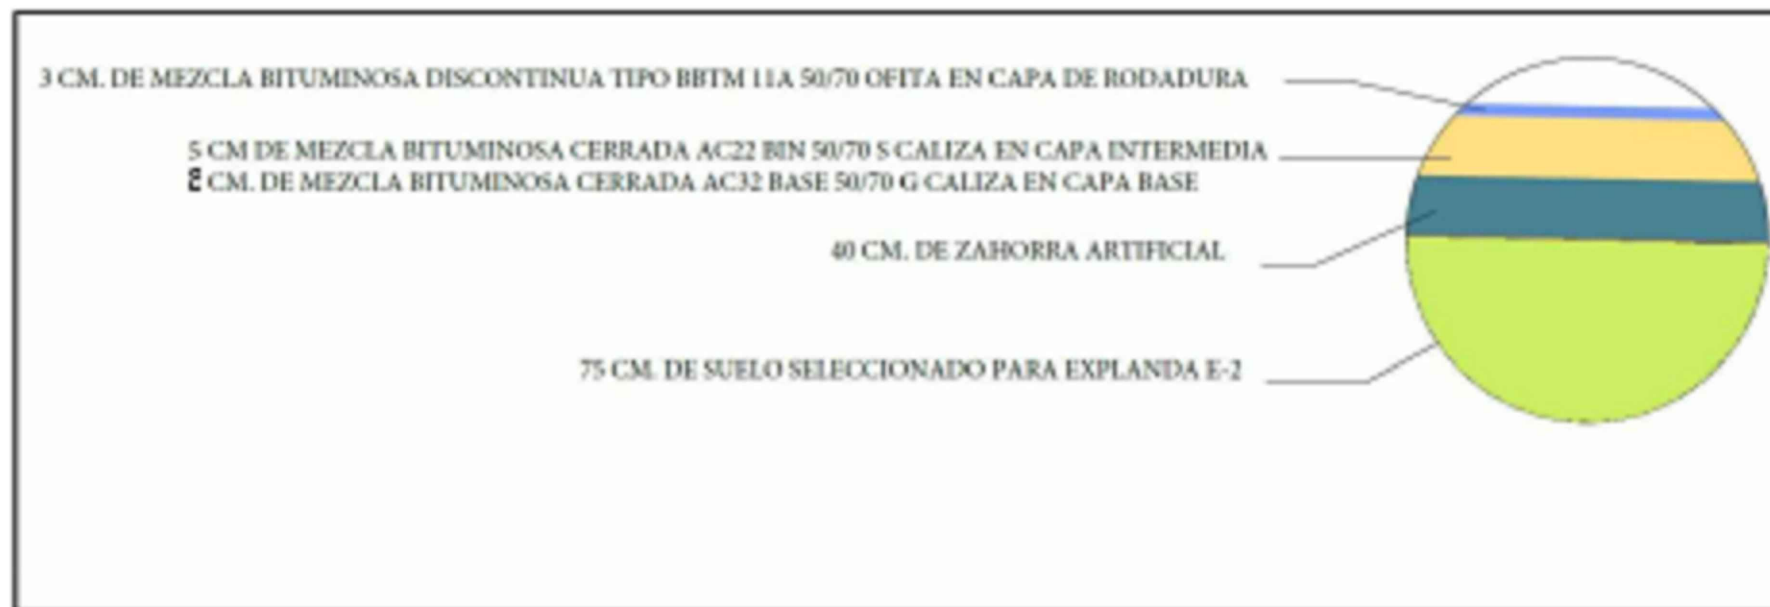 3 CM. DE MEZCLA BITUMINOSA DISCONTINUA TIPO BBTM 11A 50/70 OFITA EN CAPA DE RODADURA
5 CM DE MEZCLA BITUMINOSA CERRADA AC22 BIN 50/70 S CALIZA EN CAPA INTERMEDIA
CM. DE MEZCLA BITUMINOSA CERRADA AC32 BASE 50/70 G CALIZA EN CAPA BASE
40 CM. DE ZAHORRA ARTIFICIAL
75 CM. DE SUELO SELECCIONADO PARA EXPLANDA E-2